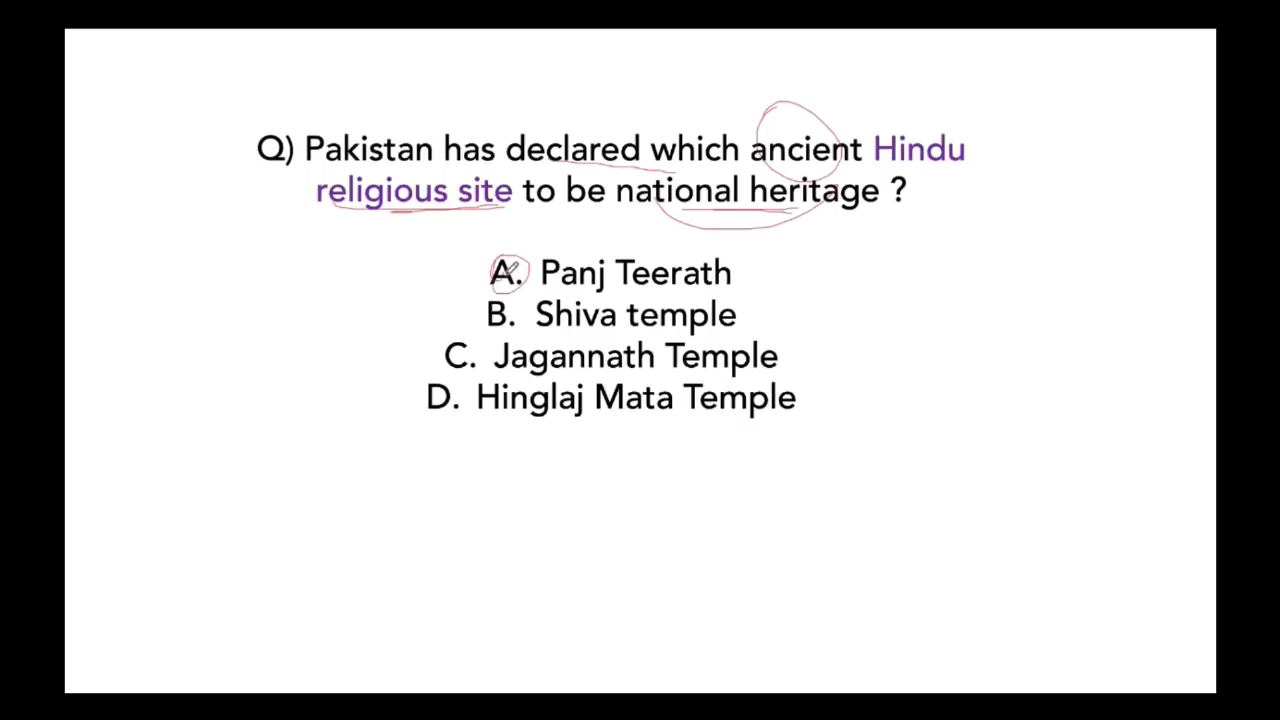 Q) Pakistan has declared which ancient Hindu
religious site to be national heritage ?
A. Panj Teerath
B. Shiva temple
C. Jagannath Temple
D. Hinglaj Mata Temple